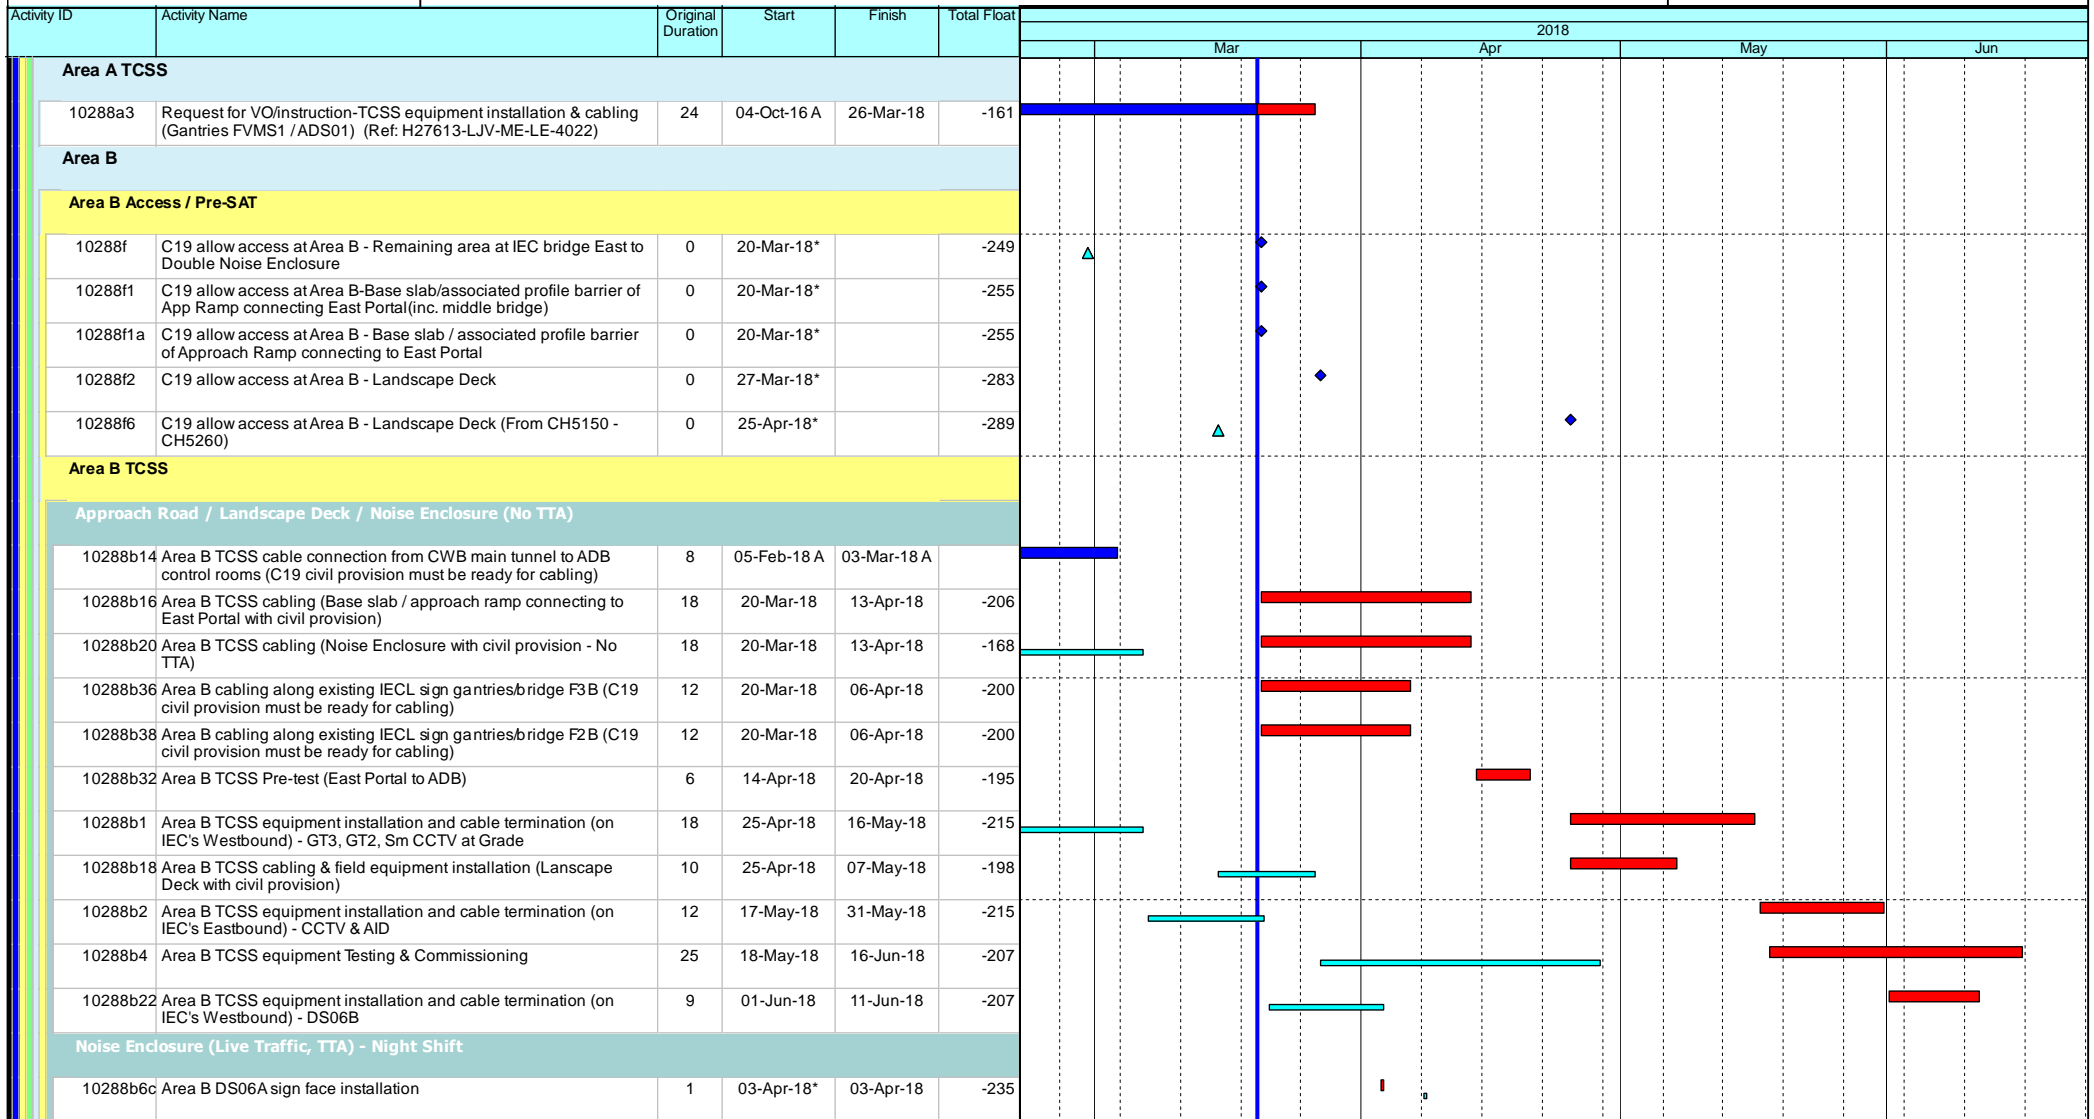 Activity ID Activity Name Original Duration Start Finish Total Float
2018
Mar Apr May Jun
Area A TCSS
10288a3 Request for VO/instruction-TCSS equipment installation & cabling 24 04-Oct-16 A 26-Mar-18 -161
(Gantries FVMS1 / ADS01) (Ref: H27613-LJV-ME-LE-4022)
Area B
Area B Access / Pre-SAT
10288f C19 allow access at Area B - Remaining area at IEC bridge East to 0 20-Mar-18* -249
Double Noise Enclosure
10288f1 C19 allow access at Area B-Base slab/associated profile barrier of 0 20-Mar-18* -255
App Ramp connecting East Portal(inc. middle bridge)
10288f1a C19 allow access at Area B - Base slab / associated profile barrier 0 20-Mar-18* -255
of Approach Ramp connecting to East Portal
10288f2 C19 allow access at Area B - Landscape Deck 0 27-Mar-18* -283
10288f6 C19 allow access at Area B - Landscape Deck (From CH5150 - 0 25-Apr-18* -289
CH5260)
Area B TCSS
Approach Road / Landscape Deck / Noise Enclosure (No TTA)
10288b14 Area B TCSS cable connection from CWB main tunnel to ADB 8 05-Feb-18 A 03-Mar-18 A
control rooms (C19 civil provision must be ready for cabling)
10288b16 Area B TCSS cabling (Base slab / approach ramp connecting to 18 20-Mar-18 13-Apr-18 -206
East Portal with civil provision)
10288b20 Area B TCSS cabling (Noise Enclosure with civil provision - No 18 20-Mar-18 13-Apr-18 -168
TTA)
10288b36 Area B cabling along existing IECL sign gantries/bridge F3B (C19 12 20-Mar-18 06-Apr-18 -200
civil provision must be ready for cabling)
10288b38 Area B cabling along existing IECL sign gantries/bridge F2B (C19 12 20-Mar-18 06-Apr-18 -200
civil provision must be ready for cabling)
10288b32 Area B TCSS Pre-test (East Portal to ADB) 6 14-Apr-18 20-Apr-18 -195
10288b1 Area B TCSS equipment installation and cable termination (on 18 25-Apr-18 16-May-18 -215
IEC's Westbound) - GT3, GT2, Sm CCTV at Grade
10288b18 Area B TCSS cabling & field equipment installation (Lanscape 10 25-Apr-18 07-May-18 -198
Deck with civil provision)
10288b2 Area B TCSS equipment installation and cable termination (on 12 17-May-18 31-May-18 -215
IEC's Eastbound) - CCTV & AID
10288b4 Area B TCSS equipment Testing & Commissioning 25 18-May-18 16-Jun-18 -207
10288b22 Area B TCSS equipment installation and cable termination (on 9 01-Jun-18 11-Jun-18 -207
IEC's Westbound) - DS06B
Noise Enclosure (Live Traffic, TTA) - Night Shift
10288b6c Area B DS06A sign face installation 1 03-Apr-18* 03-Apr-18 -235